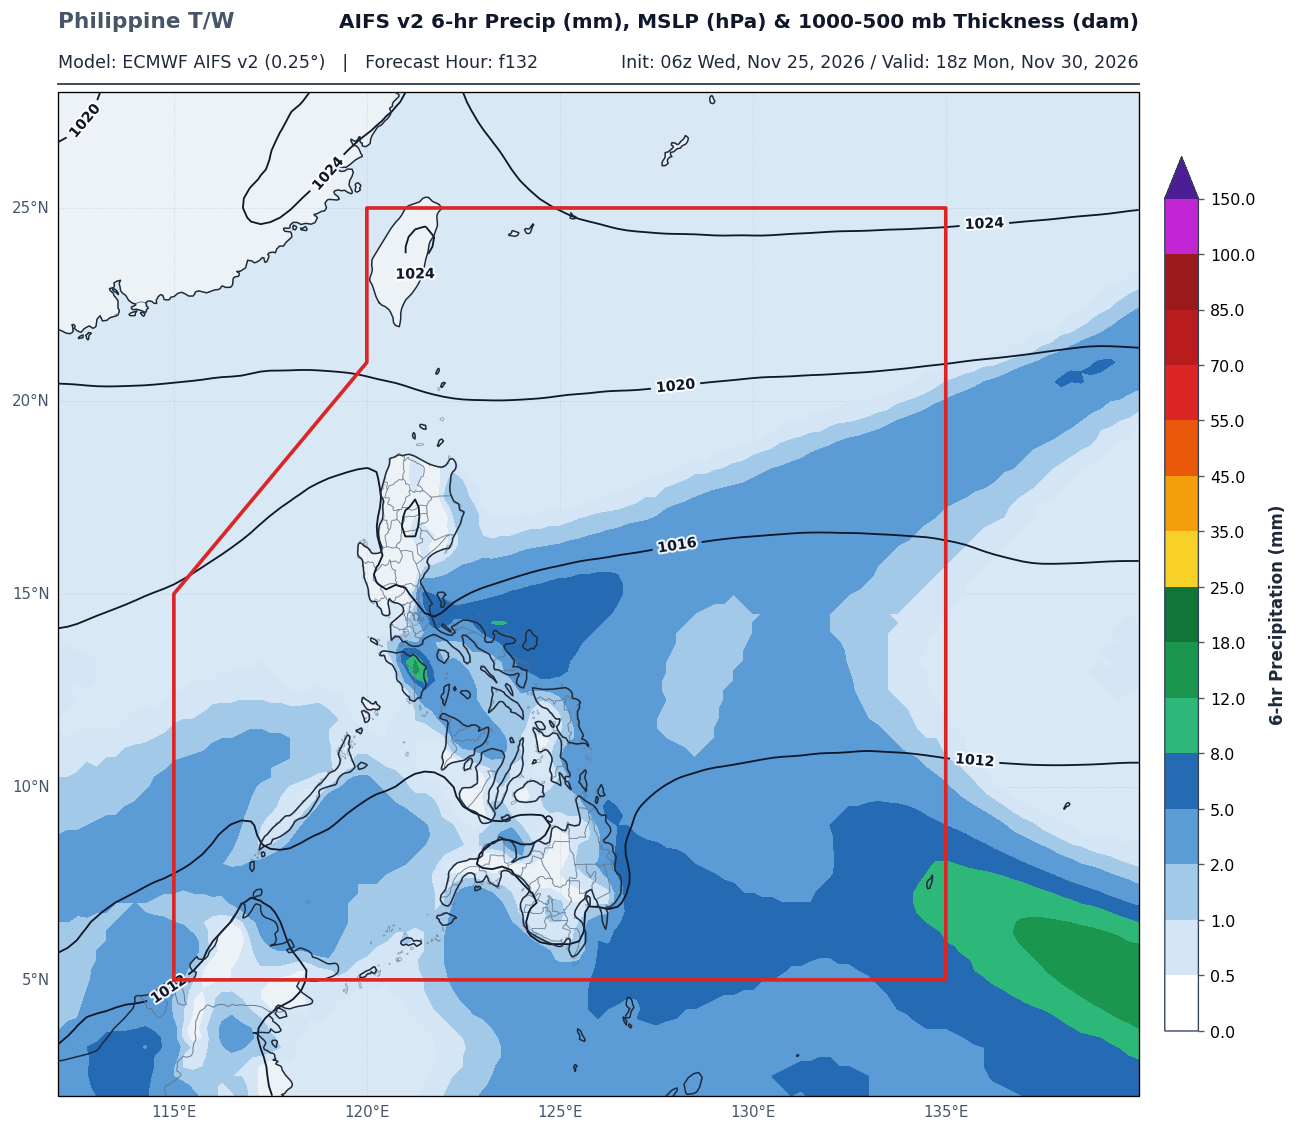 Philippine T/W
AIFS v2 6-hr Precip (mm), MSLP (hPa) & 1000-500 mb Thickness (dam)
Model: ECMWF AIFS v2 (0.25°) | Forecast Hour: f132
Init: 06z Wed, Nov 25, 2026 / Valid: 18z Mon, Nov 30, 2026
1020
1024
1024
1024
1020
1016
1012
1012
25°N
20°N
15°N
10°N
5°N
115°E
120°E
125°E
130°E
135°E
150.0
100.0
85.0
70.0
55.0
45.0
35.0
25.0
18.0
12.0
8.0
5.0
2.0
1.0
0.5
0.0
6-hr Precipitation (mm)